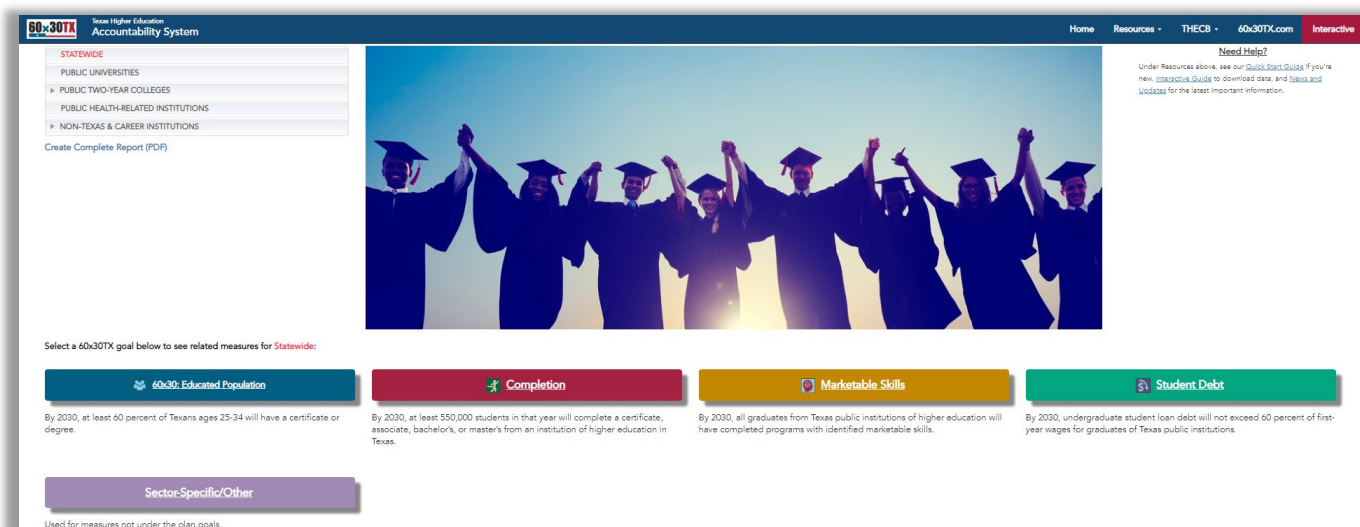 60x30TX
Texas Higher Education
Accountability System
Home
Resources
THECB
60x30TX.com
Interactive
STATEWIDE
PUBLIC UNIVERSITIES
PUBLIC TWO-YEAR COLLEGES
PUBLIC HEALTH-RELATED INSTITUTIONS
NON-TEXAS & CAREER INSTITUTIONS
Create Complete Report (PDF)
Need Help?
Under Resources above, see our Quick Start Guide if you're
new, Interactive Guide to download data, and News and
Updates for the latest important information.
Select a 60x30TX goal below to see related measures for Statewide:
60x30: Educated Population
By 2030, at least 60 percent of Texans ages 25-34 will have a certificate or
degree.
Completion
By 2030, at least 550,000 students in that year will complete a certificate,
associate, bachelor's, or master's from an institution of higher education in
Texas.
Marketable Skills
By 2030, all graduates from Texas public institutions of higher education will
have completed programs with identified marketable skills.
Student Debt
By 2030, undergraduate student loan debt will not exceed 60 percent of first-
year wages for graduates of Texas public institutions.
Sector-Specific/Other
Used for measures not under the plan goals.